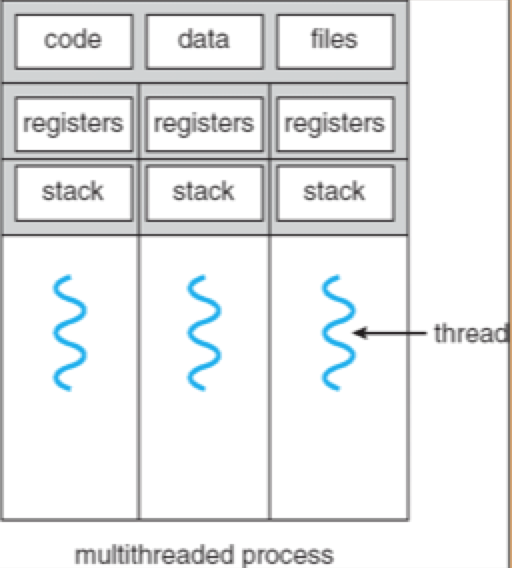 code data files
registers registers registers
stack stack stack
thread
multithreaded process